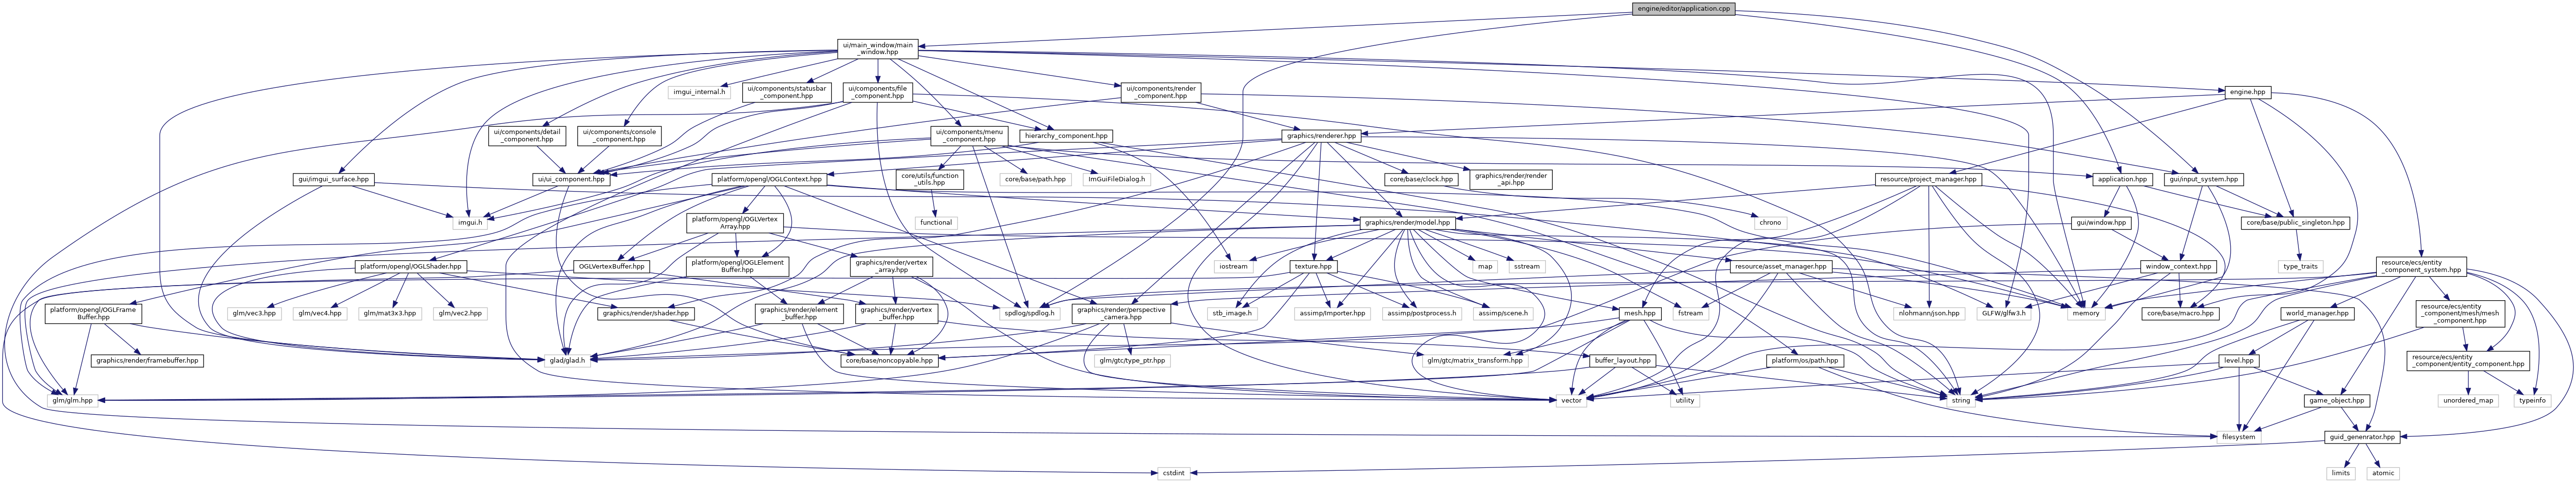 engine/editor/application.cpp
ui/main_window/main
_window.hpp
imgui_internal.h
ui/components/statusbar
_component.hpp
ui/components/file
_component.hpp
ui/components/render
_component.hpp
engine.hpp
ui/components/detail
_component.hpp
ui/components/console
_component.hpp
ui/components/menu
_component.hpp
hierarchy_component.hpp
graphics/renderer.hpp
gui/imgui_surface.hpp
ui/ui_component.hpp
platform/opengl/OGLContext.hpp
core/utils/function
_utils.hpp
core/base/path.hpp
ImGuiFileDialog.h
core/base/clock.hpp
graphics/render/render
_api.hpp
resource/project_manager.hpp
application.hpp
gui/input_system.hpp
imgui.h
platform/opengl/OGLVertex
Array.hpp
functional
graphics/render/model.hpp
chrono
gui/window.hpp
core/base/public_singleton.hpp
platform/opengl/OGLShader.hpp
OGLVertexBuffer.hpp
platform/opengl/OGLElement
Buffer.hpp
graphics/render/vertex
_array.hpp
iostream
texture.hpp
map
sstream
resource/asset_manager.hpp
window_context.hpp
type_traits
resource/ecs/entity
_component_system.hpp
platform/opengl/OGLFrame
Buffer.hpp
glm/vec3.hpp
glm/vec4.hpp
glm/mat3x3.hpp
glm/vec2.hpp
graphics/render/shader.hpp
graphics/render/element
_buffer.hpp
graphics/render/vertex
_buffer.hpp
spdlog/spdlog.h
graphics/render/perspective
_camera.hpp
stb_image.h
assimp/Importer.hpp
assimp/postprocess.h
assimp/scene.h
mesh.hpp
fstream
nlohmann/json.hpp
GLFW/glfw3.h
memory
core/base/macro.hpp
world_manager.hpp
resource/ecs/entity
_component/mesh/mesh
_component.hpp
graphics/render/framebuffer.hpp
glad/glad.h
core/base/noncopyable.hpp
glm/gtc/type_ptr.hpp
glm/gtc/matrix_transform.hpp
buffer_layout.hpp
platform/os/path.hpp
level.hpp
resource/ecs/entity
_component/entity_component.hpp
glm/glm.hpp
vector
utility
string
game_object.hpp
unordered_map
typeinfo
filesystem
guid_genenrator.hpp
cstdint
limits
atomic